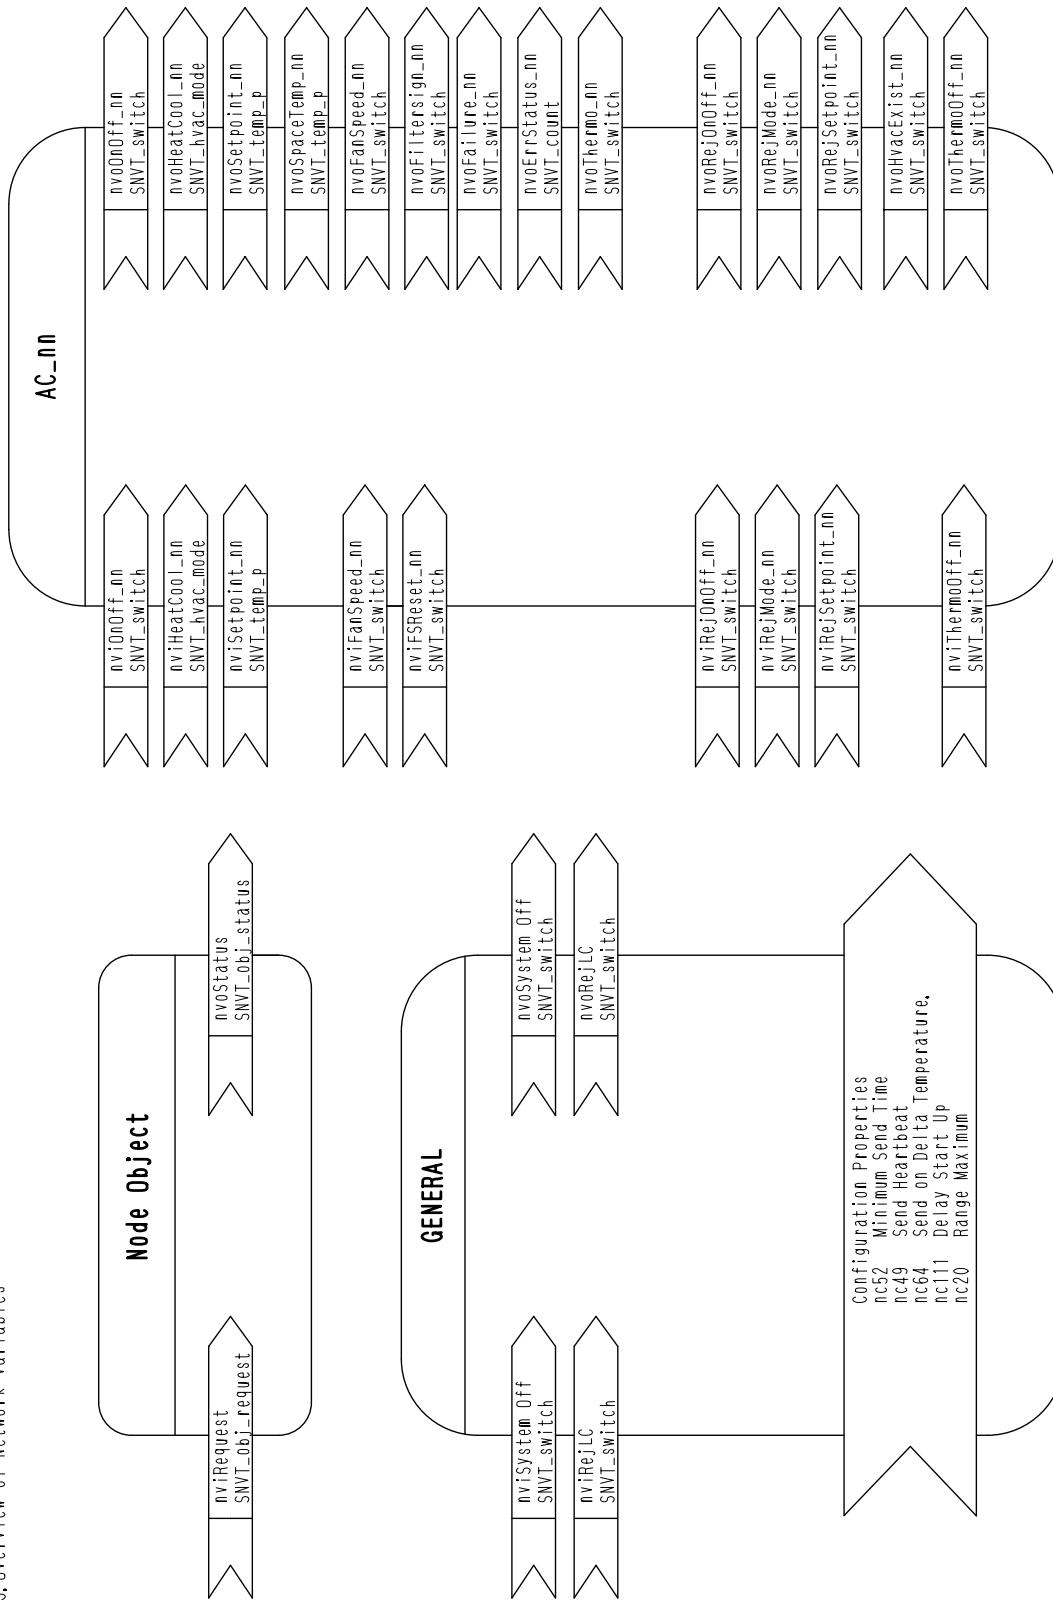 Overview of Network Variables
Node Object
nviRequest
SNVT_obj_request
nvoStatus
SNVT_obj_status
GENERAL
nviSystem Off
SNVT_switch
nviRejLC
SNVT_switch
nvoSystem Off
SNVT_switch
nvoRejLC
SNVT_switch
Configuration Properties
nc52 Minimum Send Time
nc49 Send Heartbeat
nc64 Send on Delta Temperature.
nc111 Delay Start Up
nc20 Range Maximum
AC_nn
nviOnOff_nn
SNVT_switch
nviHeatCool_nn
SNVT_hvac_mode
nviSetpoint_nn
SNVT_temp_p
nviFanSpeed_nn
SNVT_switch
nviFSReset_nn
SNVT_switch
nviRejOnOff_nn
SNVT_switch
nviRejMode_nn
SNVT_switch
nviRejSetpoint_nn
SNVT_switch
nviThermoOff_nn
SNVT_switch
nvoOnOff_nn
SNVT_switch
nvoHeatCool_nn
SNVT_hvac_mode
nvoSetpoint_nn
SNVT_temp_p
nvoSpaceTemp_nn
SNVT_temp_p
nvoFanSpeed_nn
SNVT_switch
nvoFiltersign_nn
SNVT_switch
nvoFailure_nn
SNVT_switch
nvoErrStatus_nn
SNVT_count
nvoThermo_nn
SNVT_switch
nvoRejOnOff_nn
SNVT_switch
nvoRejMode_nn
SNVT_switch
nvoRejSetpoint_nn
SNVT_switch
nvoHvacExist_nn
SNVT_switch
nvoThermoOff_nn
SNVT_switch